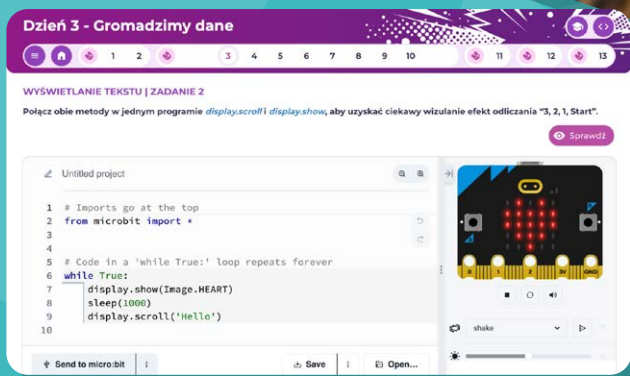 Dzień 3 - Gromadzimy dane
1 2 3 4 5 6 7 8 9 10 11 12 13
WYŚWIETLANIE TEKSTU | ZADANIE 2
Połącz obie metody w jednym programie display.scroll i display.show, aby uzyskać ciekawy wizulanie efekt odliczania “3, 2, 1, Start”.
Sprawdź
Untitled project
1 # Imports go at the top
2 from microbit import *
3
4
5 # Code in a 'while True:' loop repeats forever
6 while True:
7 display.show(Image.HEART)
8 sleep(1000)
9 display.scroll('Hello')
10
0 1 2 3V GND
shake
Send to micro:bit
Save
Open...